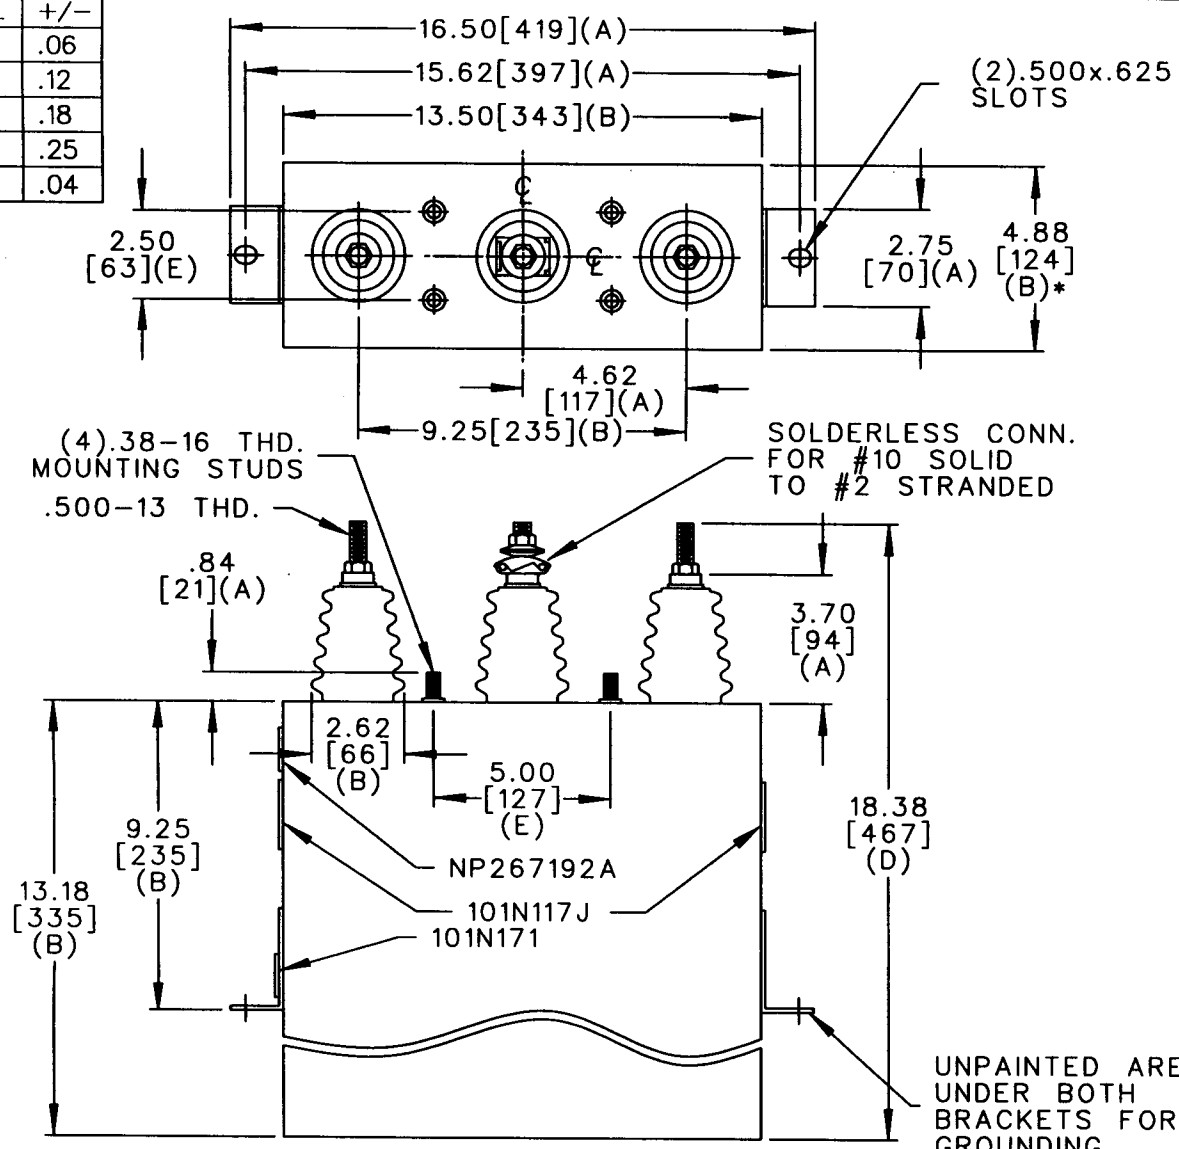 +/-
.06
.12
.18
.25
.04
16.50[419](A)
15.62[397](A)
13.50[343](B)
(2).500x.625
SLOTS
2.50
[63](E)
CL
CL
2.75
[70](A)
4.88
[124]
(B)*
4.62
[117](A)
9.25[235](B)
(4).38-16 THD.
MOUNTING STUDS
.500-13 THD.
SOLDERLESS CONN.
FOR #10 SOLID
TO #2 STRANDED
.84
[21](A)
3.70
[94]
(A)
2.62
[66]
(B)
5.00
[127]
(E)
18.38
[467]
(D)
9.25
[235]
(B)
13.18
[335]
(B)
NP267192A
101N117J
101N171
UNPAINTED ARE
UNDER BOTH
BRACKETS FOR
GROUNDING